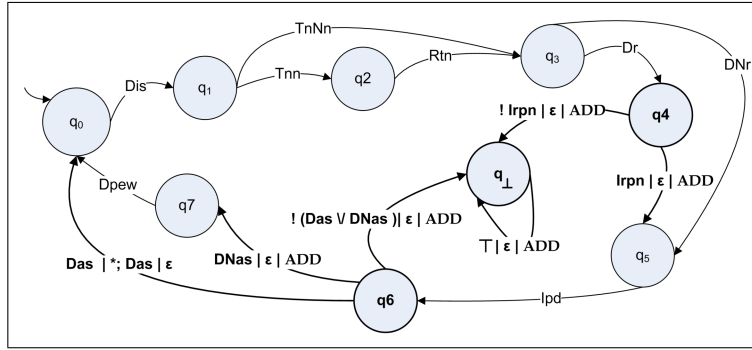 TnNn
q3
Dr
DNr
Rtn
Dis
q1
Tnn
q2
q0
! Irpn | ε | ADD
q4
q⊥
Irpn | ε | ADD
Dpew
q7
! (Das \/ DNas )| ε | ADD
⊤ | ε | ADD
q5
DNas | ε | ADD
Das | *; Das | ε
q6
Ipd